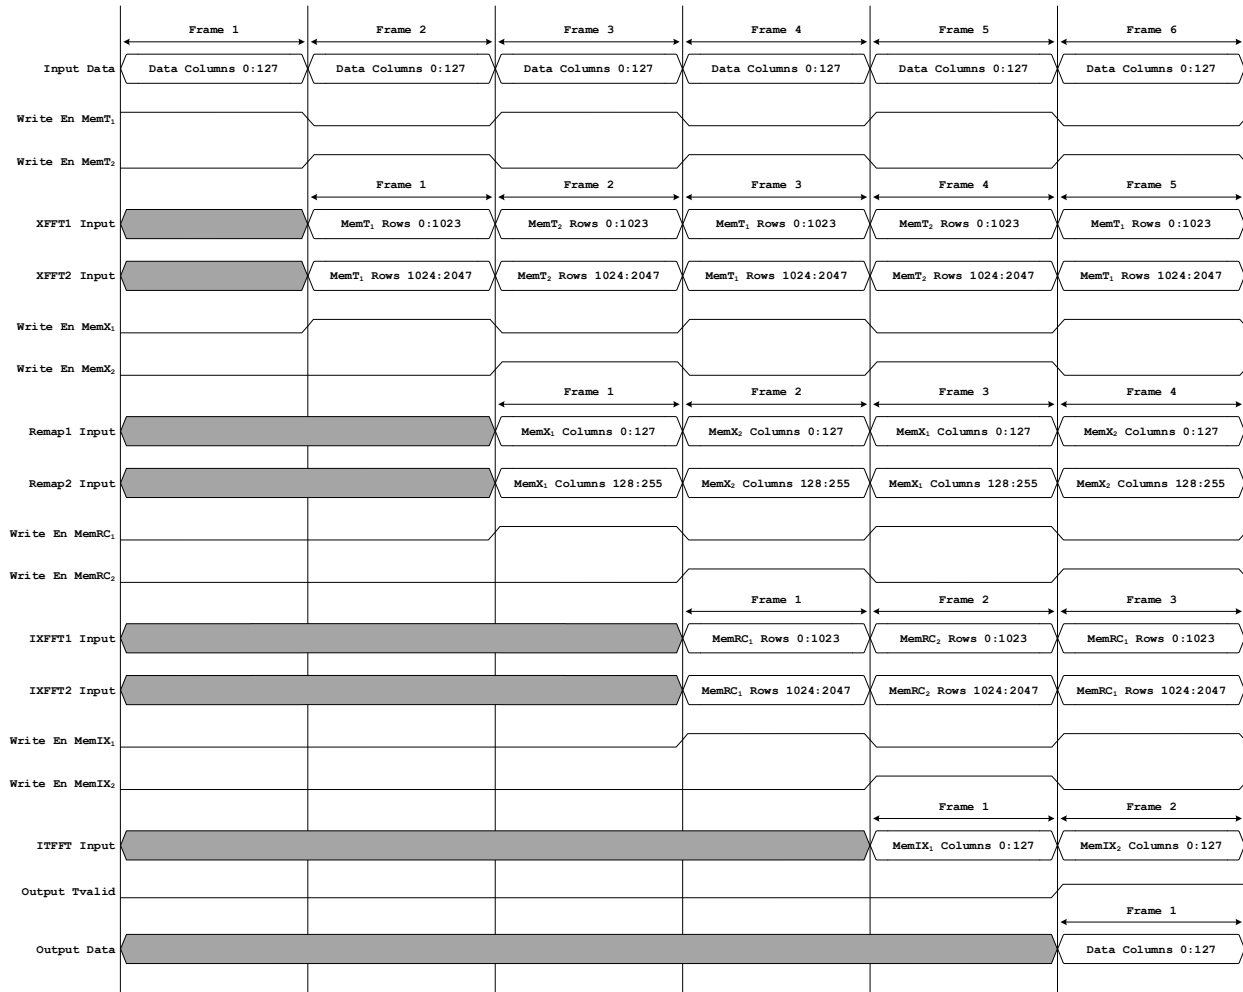 Frame 1 Frame 2 Frame 3 Frame 4 Frame 5 Frame 6
Input Data Data Columns 0:127 Data Columns 0:127 Data Columns 0:127 Data Columns 0:127 Data Columns 0:127 Data Columns 0:127
Write En MemT₁
Write En MemT₂
Frame 1 Frame 2 Frame 3 Frame 4 Frame 5
XFFT1 Input MemT₁ Rows 0:1023 MemT₂ Rows 0:1023 MemT₁ Rows 0:1023 MemT₂ Rows 0:1023 MemT₁ Rows 0:1023
XFFT2 Input MemT₁ Rows 1024:2047 MemT₂ Rows 1024:2047 MemT₁ Rows 1024:2047 MemT₂ Rows 1024:2047 MemT₁ Rows 1024:2047
Write En MemX₁
Write En MemX₂
Frame 1 Frame 2 Frame 3 Frame 4
Remap1 Input MemX₁ Columns 0:127 MemX₂ Columns 0:127 MemX₁ Columns 0:127 MemX₂ Columns 0:127
Remap2 Input MemX₁ Columns 128:255 MemX₂ Columns 128:255 MemX₁ Columns 128:255 MemX₂ Columns 128:255
Write En MemRC₁
Write En MemRC₂
Frame 1 Frame 2 Frame 3
IXFFT1 Input MemRC₁ Rows 0:1023 MemRC₂ Rows 0:1023 MemRC₁ Rows 0:1023
IXFFT2 Input MemRC₁ Rows 1024:2047 MemRC₂ Rows 1024:2047 MemRC₁ Rows 1024:2047
Write En MemIX₁
Write En MemIX₂
Frame 1 Frame 2
ITFFT Input MemIX₁ Columns 0:127 MemIX₂ Columns 0:127
Output Tvalid
Frame 1
Output Data Data Columns 0:127